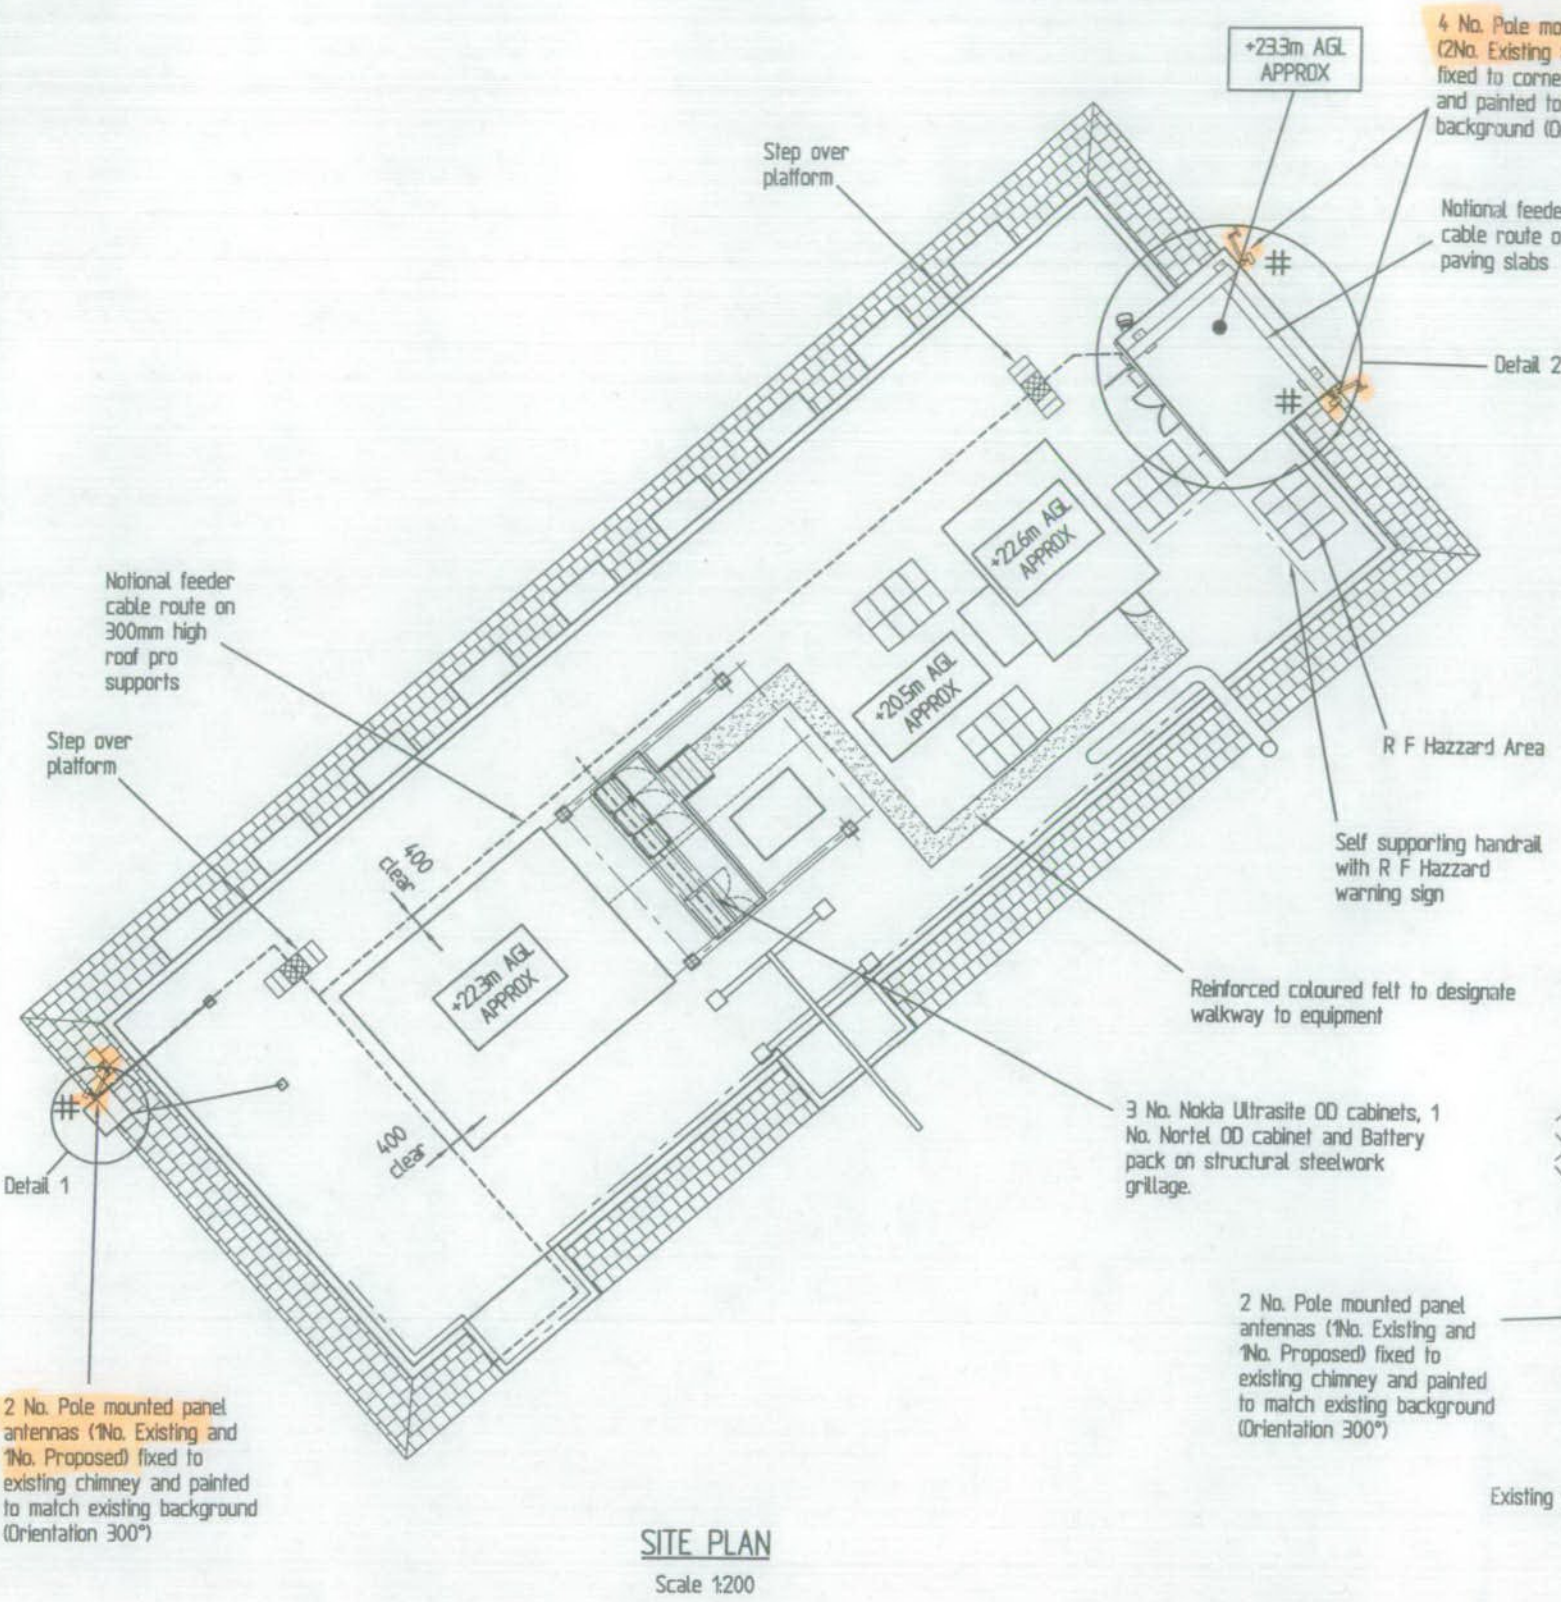 +23.3m AGL
APPROX
4 No. Pole
(2No. Existing
fixed to
and painted to
background
Step over
platform
Notional
cable route
paving slabs
Detail 2
#
#
+22.6m AGL
APPROX
Notional feeder
cable route on
300mm high
roof pro
supports
+20.5m AGL
APPROX
Step over
platform
R F Hazzard Area
400
clear
Self supporting handrail
with R F Hazzard
warning sign
+22.3m AGL
APPROX
Reinforced coloured felt to designate
walkway to equipment
#
400
clear
3 No. Nokia Ultrasite OD cabinets, 1
No. Nortel OD cabinet and Battery
pack on structural steelwork
grillage.
Detail 1
2 No. Pole mounted panel
antennas (1No. Existing and
1No. Proposed) fixed to
existing chimney and painted
to match existing background
(Orientation 300°)
2 No. Pole mounted panel
antennas (1No. Existing and
1No. Proposed) fixed to
existing chimney and painted
to match existing background
(Orientation 300°)
Existing
SITE PLAN
Scale 1:200